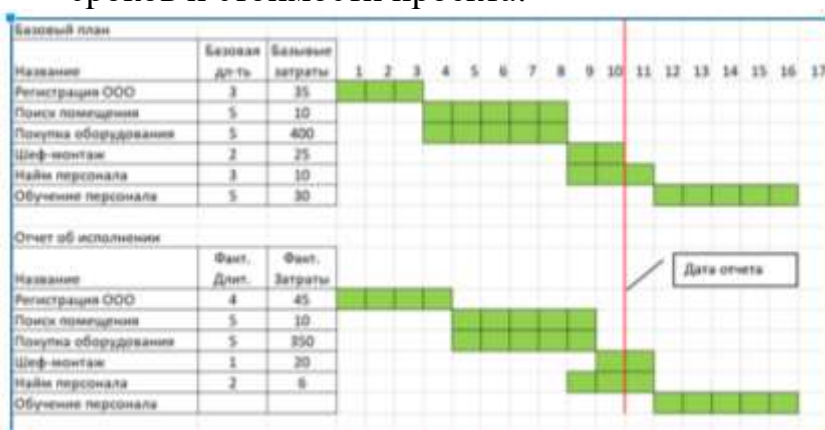 сроков и стоимости проекта.
Базовый план
Название Базовая дл-ть Базывые затраты 1 2 3 4 5 6 7 8 9 10 11 12 13 14 15 16 17
Регистрация ООО 3 35
Поиск помещения 5 10
Покупка оборудования 5 400
Шеф-монтаж 2 25
Найм персонала 3 10
Обучение персонала 5 30
Отчет об исполнении
Название Факт. Длит. Факт. Затраты
Дата отчета
Регистрация ООО 4 45
Поиск помещения 5 10
Покупка оборудования 5 350
Шеф-монтаж 1 20
Найм персонала 2 6
Обучение персонала